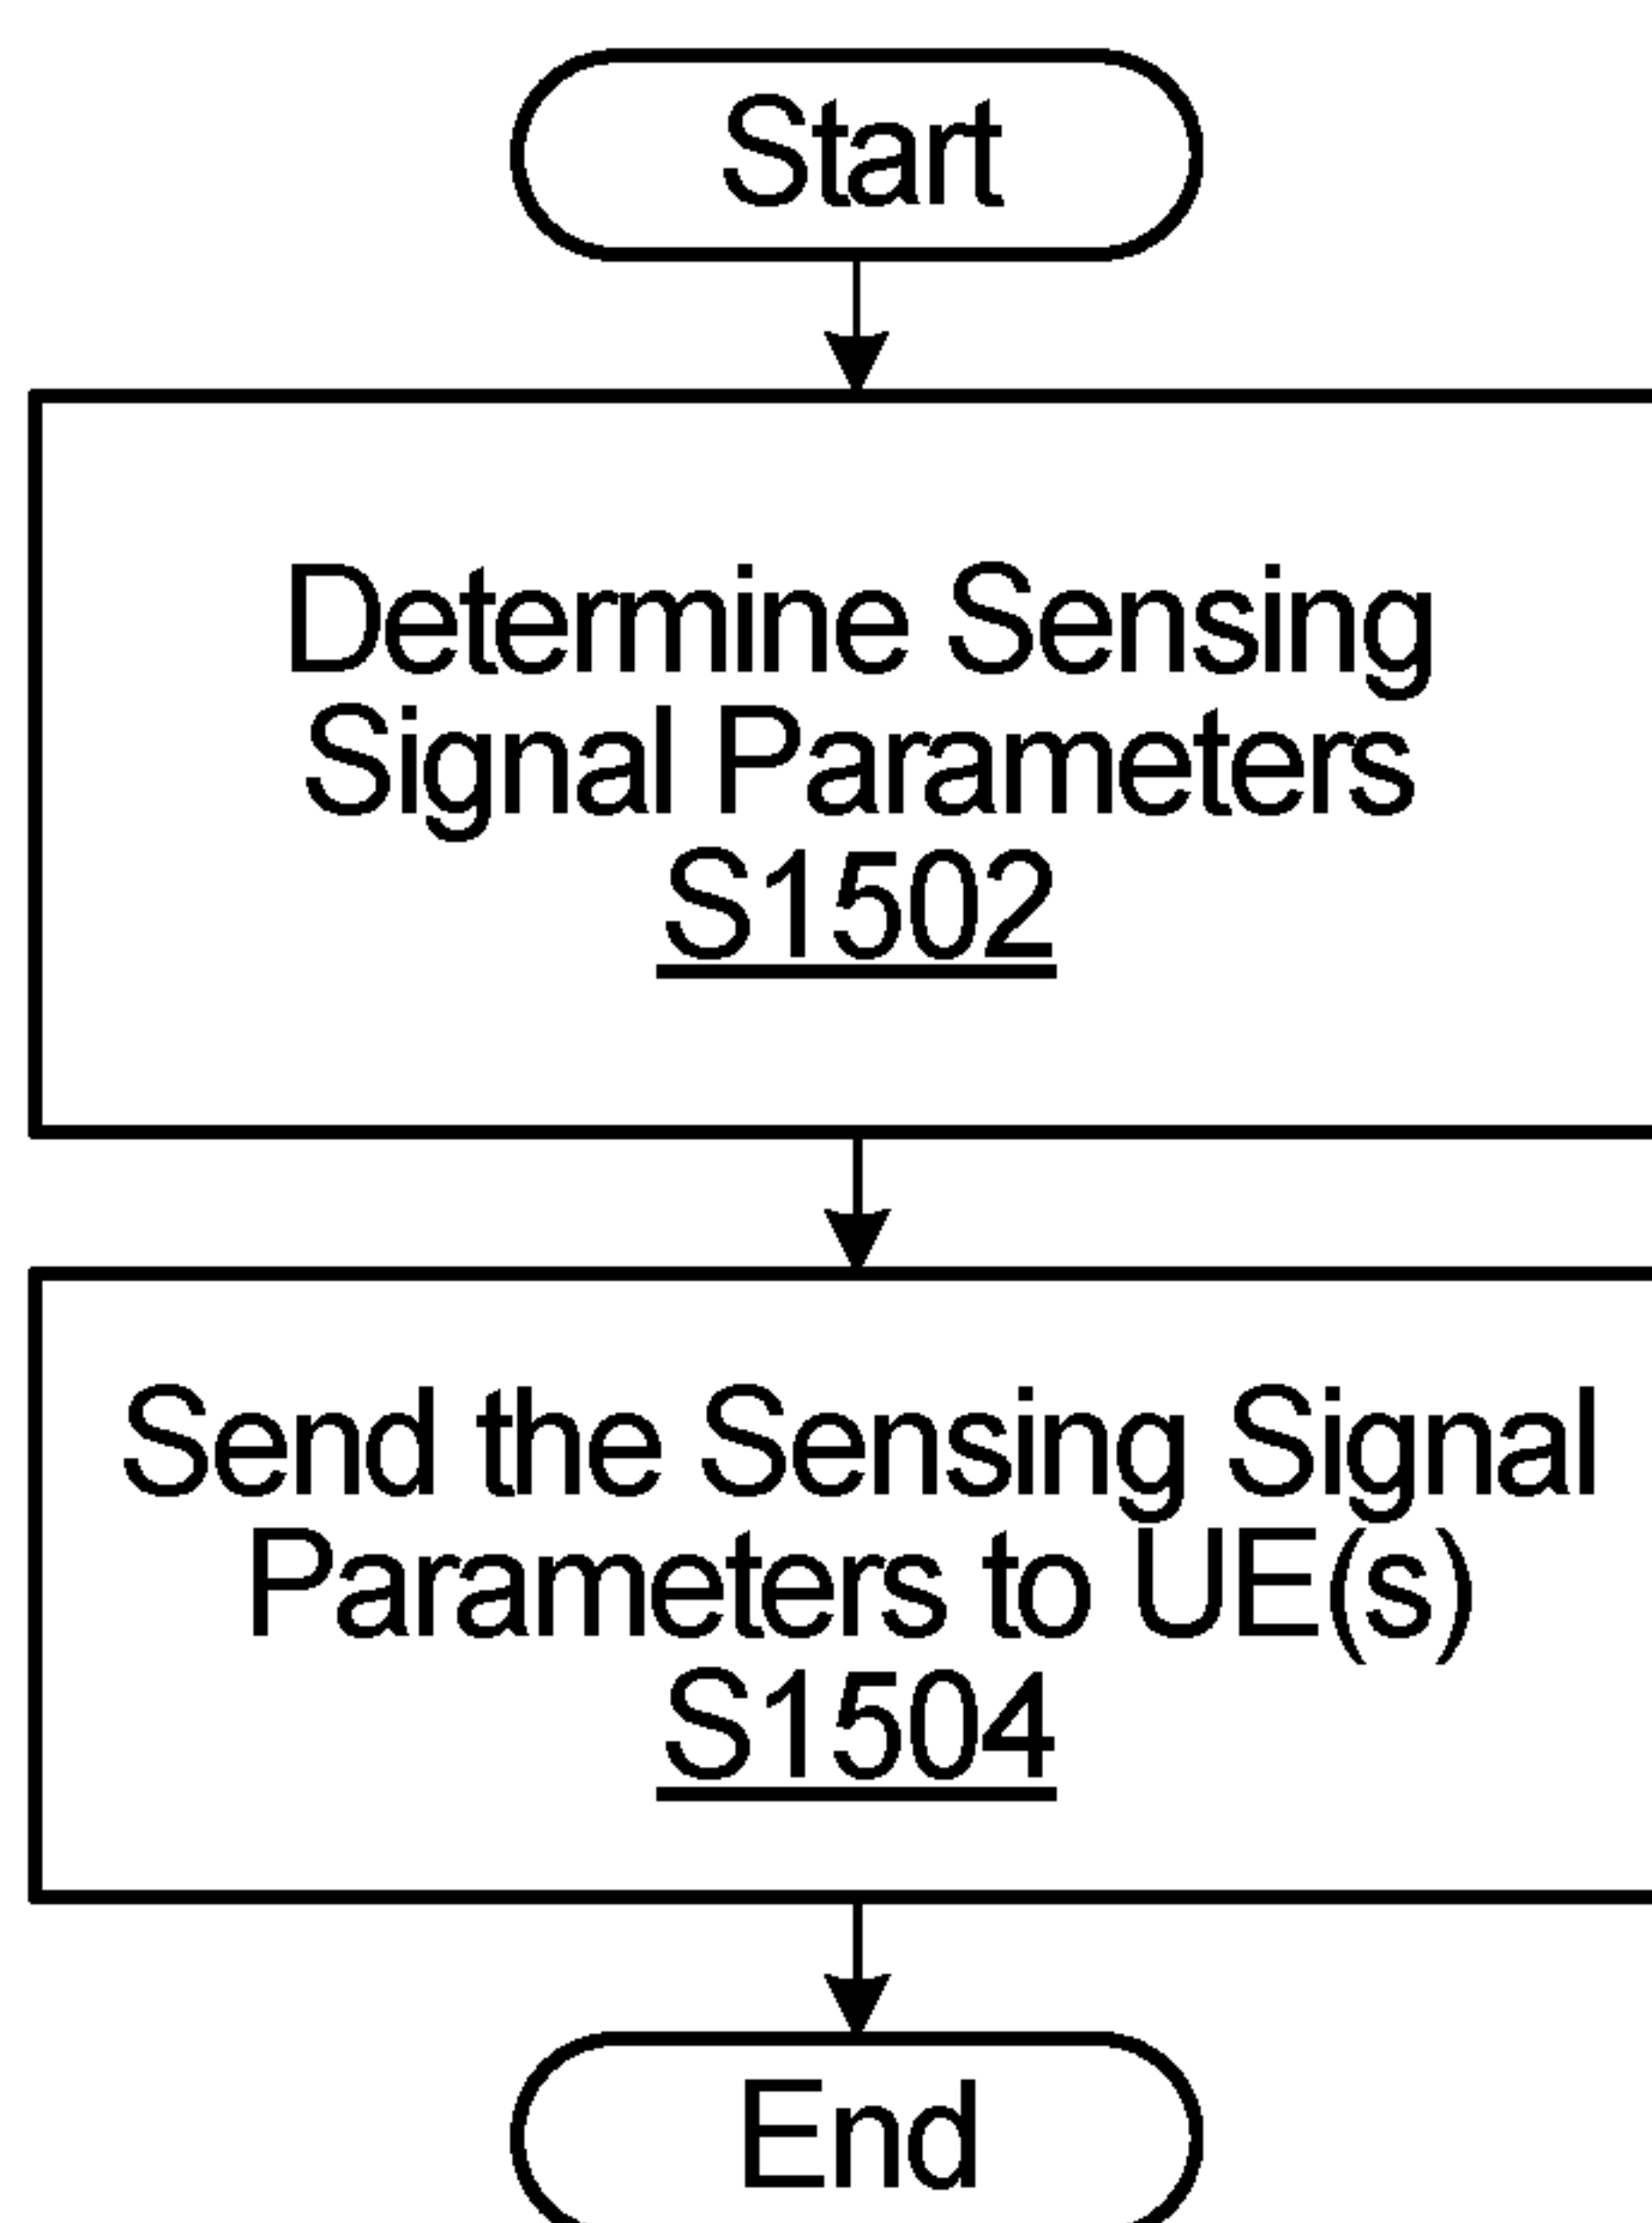 Start
Determine Sensing
Signal Parameters
S1502
Send the Sensing Signal
Parameters to UE(s)
S1504
End